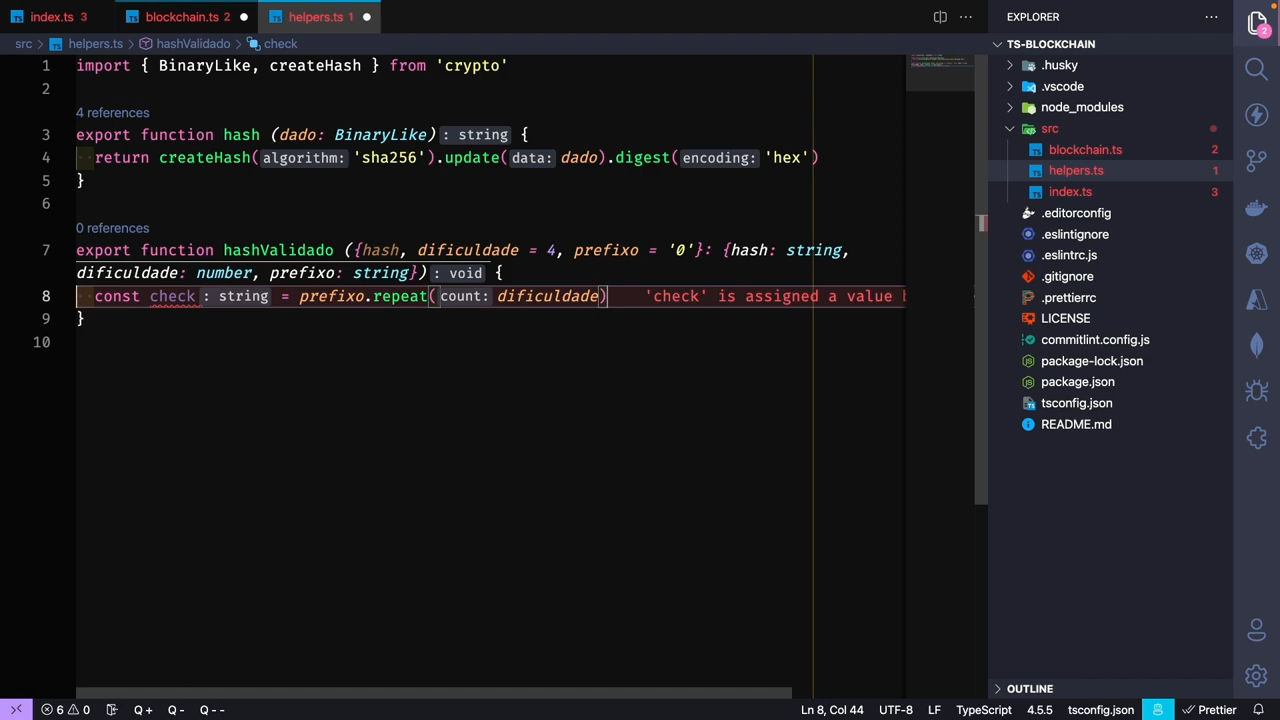 index.ts 3
blockchain.ts 2
helpers.ts 1
src > helpers.ts > hashValidado > check
1 import { BinaryLike, createHash } from 'crypto'
2
4 references
3 export function hash (dado: BinaryLike): string {
4 return createHash(algorithm: 'sha256').update(data: dado).digest(encoding: 'hex')
5 }
6
0 references
7 export function hashValidado ({hash, dificuldade = 4, prefixo = '0'}: {hash: string,
dificuldade: number, prefixo: string}): void {
8 const check: string = prefixo.repeat(count: dificuldade) 'check' is assigned a value b
9 }
10
EXPLORER
TS-BLOCKCHAIN
.husky
.vscode
node_modules
src
blockchain.ts 2
helpers.ts 1
index.ts 3
.editorconfig
.eslintignore
.eslintrc.js
.gitignore
.prettierrc
LICENSE
commitlint.config.js
package-lock.json
package.json
tsconfig.json
README.md
OUTLINE
2
6 0 Q+ Q- Q-- Ln 8, Col 44 UTF-8 LF TypeScript 4.5.5 tsconfig.json Prettier